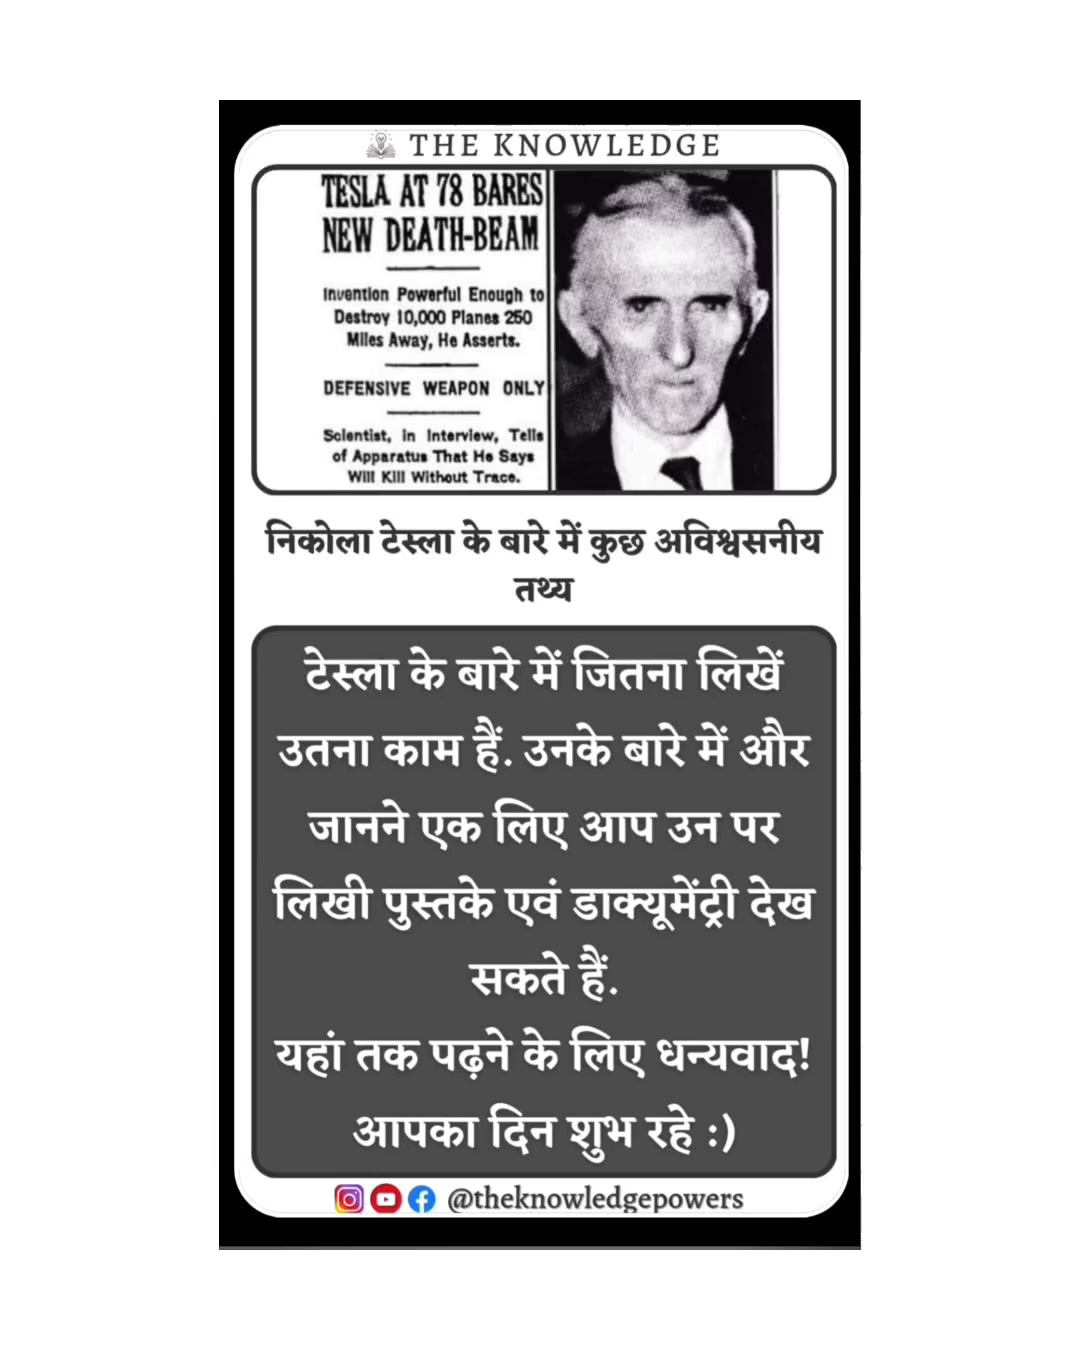 THE KNOWLEDGE
TESLA AT 78 BARES
NEW DEATH-BEAM
Invention Powerful Enough to
Destroy 10,000 Planes 250
Miles Away, He Asserts.
DEFENSIVE WEAPON ONLY
Scientist, in Interview, Tells
of Apparatus That He Says
Will Kill Without Trace.
निकोला टेस्ला के बारे में कुछ अविश्वसनीय
तथ्य
टेस्ला के बारे में जितना लिखें
उतना काम हैं. उनके बारे में और
जानने एक लिए आप उन पर
लिखी पुस्तके एवं डाक्यूमेंट्री देख
सकते हैं.
यहां तक पढ़ने के लिए धन्यवाद!
आपका दिन शुभ रहे :)
@theknowledgepowers